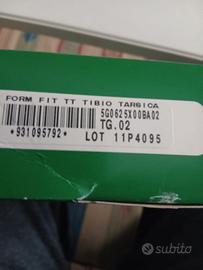 FORM FIT TT TIBIO TARSICA
5G0625X00BA02
TG.02
*931095792*
LOT 11P4095
subito